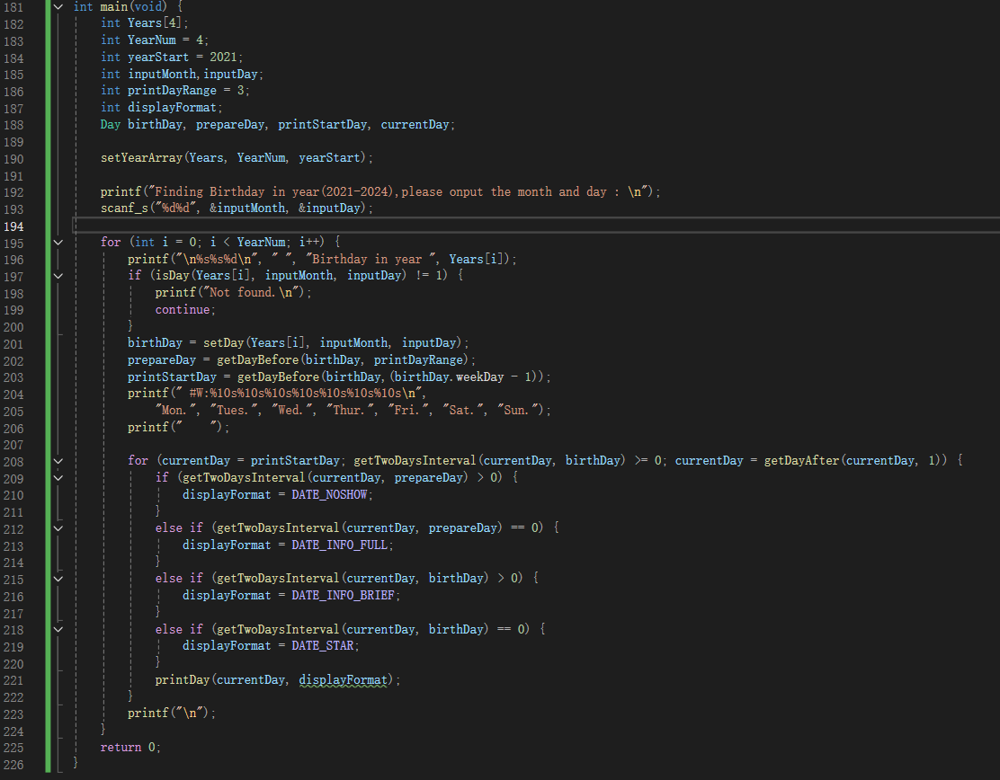 181 int main(void) {
182 int Years[4];
183 int YearNum = 4;
184 int yearStart = 2021;
185 int inputMonth,inputDay;
186 int printDayRange = 3;
187 int displayFormat;
188 Day birthDay, prepareDay, printStartDay, currentDay;
189
190 setYearArray(Years, YearNum, yearStart);
191
192 printf("Finding Birthday in year(2021-2024),please onput the month and day : \n");
193 scanf_s("%d%d", &inputMonth, &inputDay);
194
195 for (int i = 0; i < YearNum; i++) {
196 printf("\n%s%s%d\n", " ", "Birthday in year ", Years[i]);
197 if (isDay(Years[i], inputMonth, inputDay) != 1) {
198 printf("Not found.\n");
199 continue;
200 }
201 birthDay = setDay(Years[i], inputMonth, inputDay);
202 prepareDay = getDayBefore(birthDay, printDayRange);
203 printStartDay = getDayBefore(birthDay,(birthDay.weekDay - 1));
204 printf(" #W:%10s%10s%10s%10s%10s%10s%10s\n",
205 "Mon.", "Tues.", "Wed.", "Thur.", "Fri.", "Sat.", "Sun.");
206 printf("    ");
207
208 for (currentDay = printStartDay; getTwoDaysInterval(currentDay, birthDay) >= 0; currentDay = getDayAfter(currentDay, 1)) {
209 if (getTwoDaysInterval(currentDay, prepareDay) > 0) {
210 displayFormat = DATE_NOSHOW;
211 }
212 else if (getTwoDaysInterval(currentDay, prepareDay) == 0) {
213 displayFormat = DATE_INFO_FULL;
214 }
215 else if (getTwoDaysInterval(currentDay, birthDay) > 0) {
216 displayFormat = DATE_INFO_BRIEF;
217 }
218 else if (getTwoDaysInterval(currentDay, birthDay) == 0) {
219 displayFormat = DATE_STAR;
220 }
221 printDay(currentDay, displayFormat);
222 }
223 printf("\n");
224 }
225 return 0;
226 }